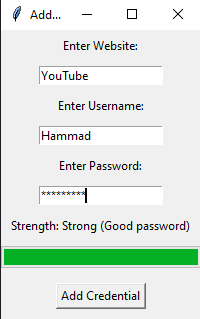 Add...
Enter Website:
YouTube
Enter Username:
Hammad
Enter Password:
*********
Strength: Strong (Good password)
Add Credential